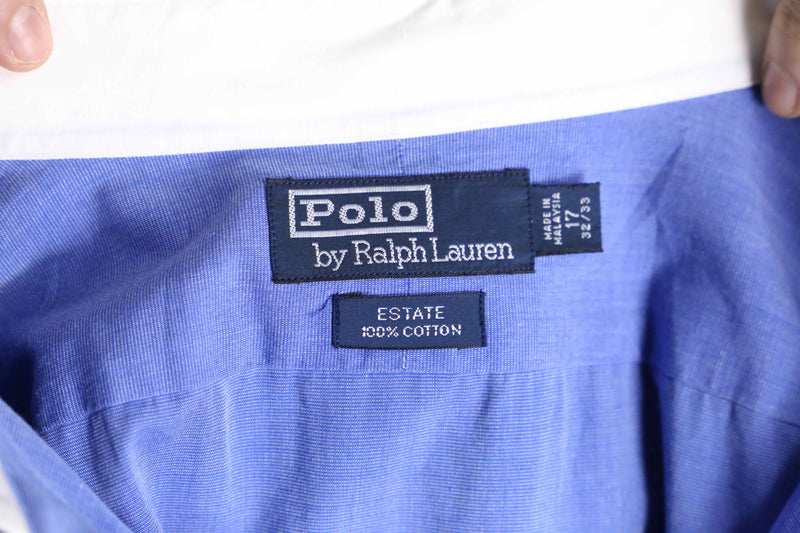 Polo
by Ralph Lauren
MADE IN
MALAYSIA
17
32/33
ESTATE
100% COTTON